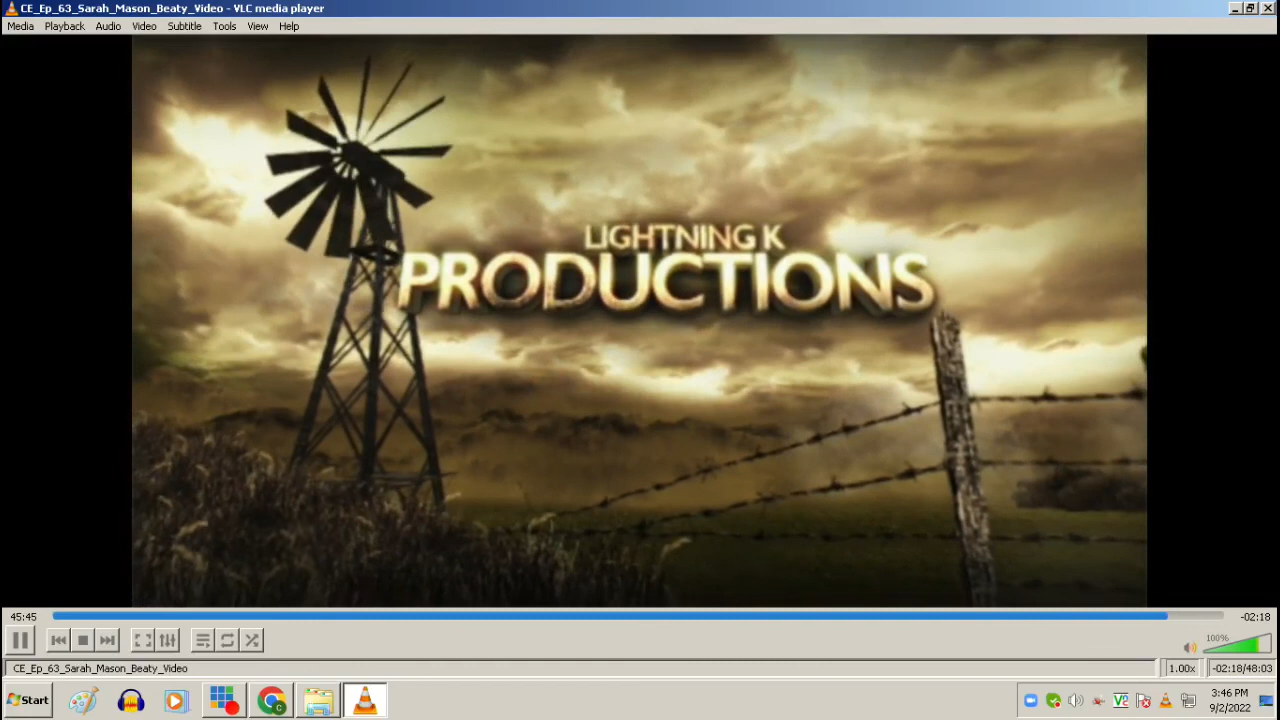 CE_Ep_63_Sarah_Mason_Beaty_Video - VLC media player
Media Playback Audio Video Subtitle Tools View Help
LIGHTNING K
PRODUCTIONS
45:45 -02:18
100%
CE_Ep_63_Sarah_Mason_Beaty_Video 1.00x -02:18/48:03
Start 3:46 PM
9/2/2022